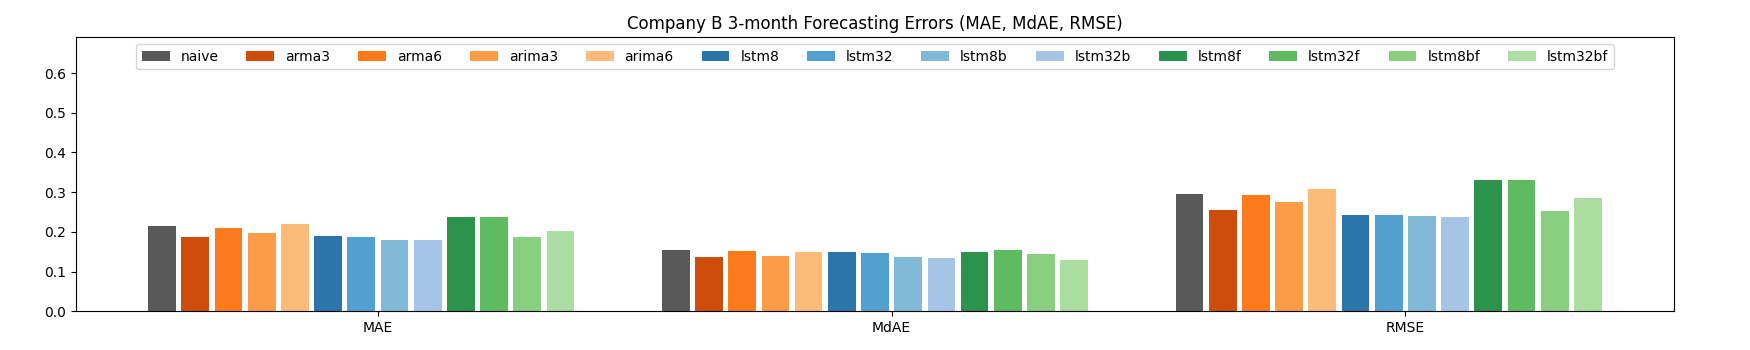 Company B 3-month Forecasting Errors (MAE, MdAE, RMSE)
naive arma3 arma6 arima3 arima6 lstm8 lstm32 lstm8b lstm32b lstm8f lstm32f lstm8bf lstm32bf
0.6
0.5
0.4
0.3
0.2
0.1
0.0
MAE MdAE RMSE